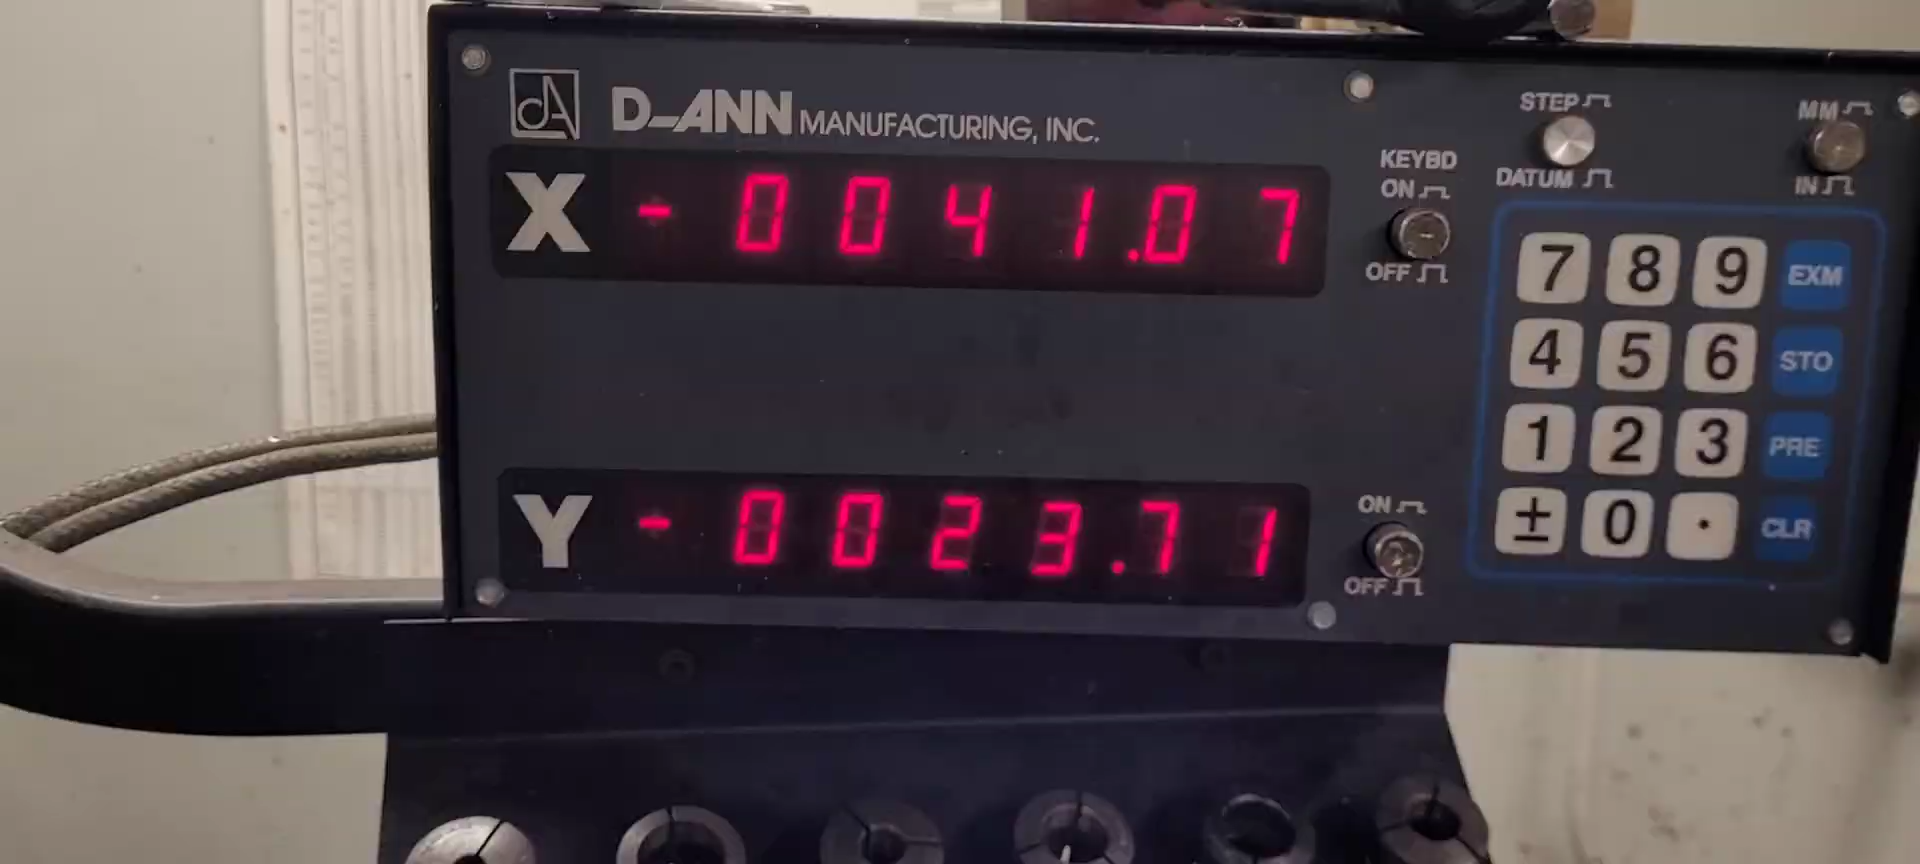 dA
D-ANN MANUFACTURING, INC.
STEP
DATUM
MM
IN
KEYBD
ON
OFF
X - 0041.07
7 8 9 EXM
4 5 6 STO
1 2 3 PRE
± 0 . CLR
Y - 0023.71
ON
OFF